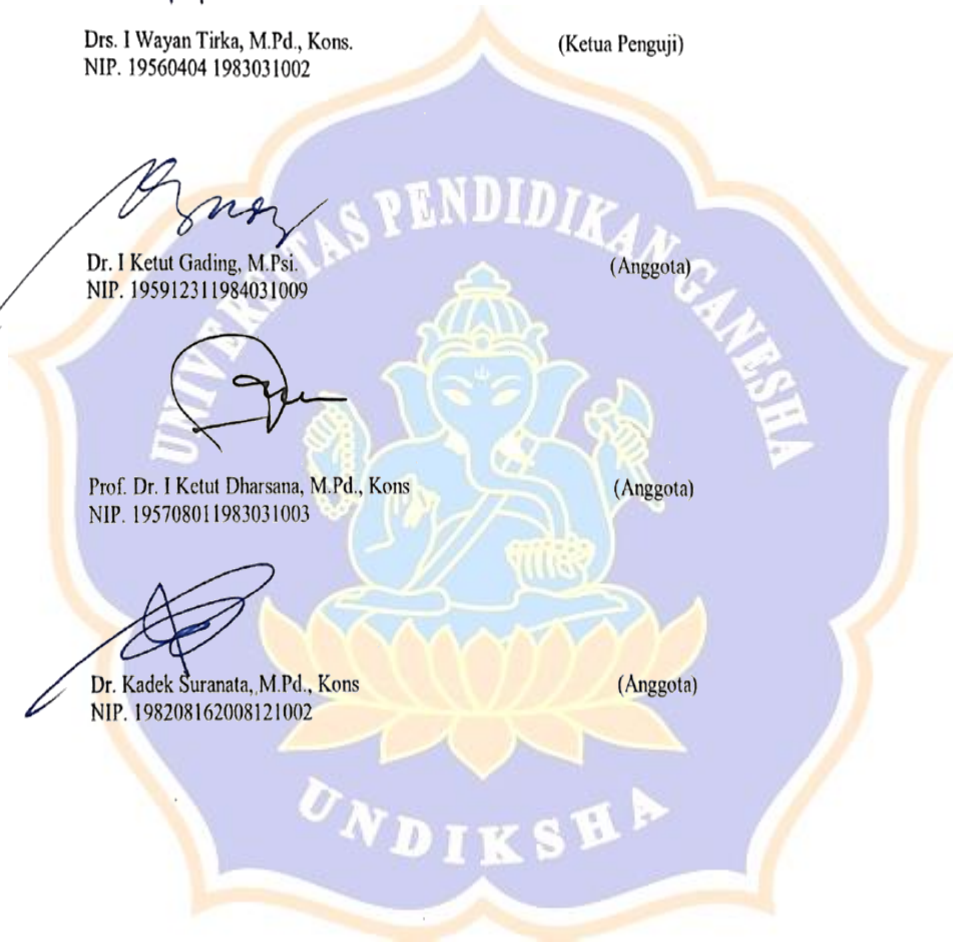 Drs. I Wayan Tirka, M.Pd., Kons.
(Ketua Penguji)
NIP. 19560404 1983031002
UNIVERSITAS PENDIDIKAN GANESHA
Dr. I Ketut Gading, M.Psi.
(Anggota)
NIP. 195912311984031009
Prof. Dr. I Ketut Dharsana, M.Pd., Kons
(Anggota)
NIP. 195708011983031003
Dr. Kadek Suranata, M.Pd., Kons
(Anggota)
NIP. 198208162008121002
UNDIKSHA